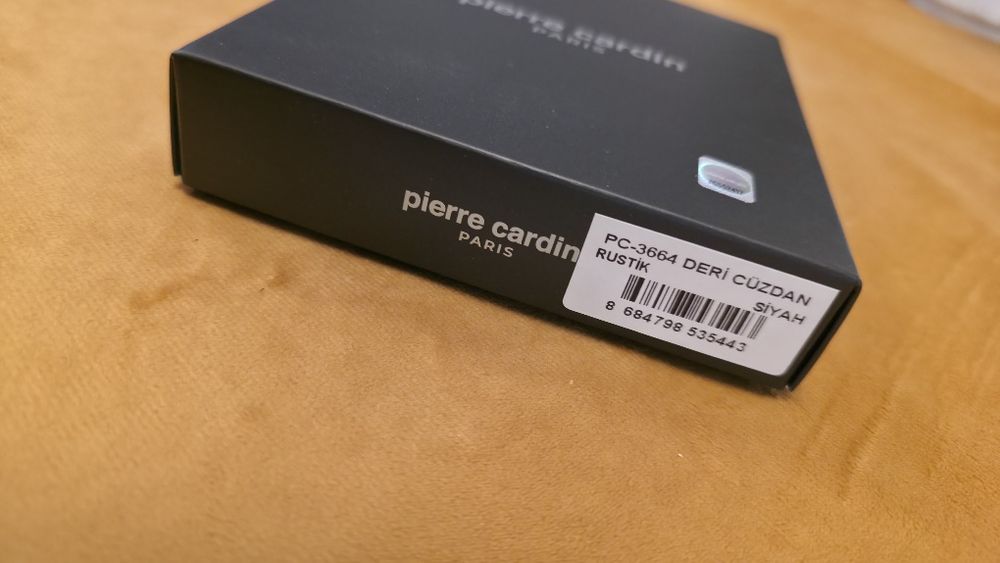 pierre cardin
PARIS
pierre cardin
PARIS
PC-3664 DERİ CÜZDAN
RUSTİK
SİYAH
8 684798 535443